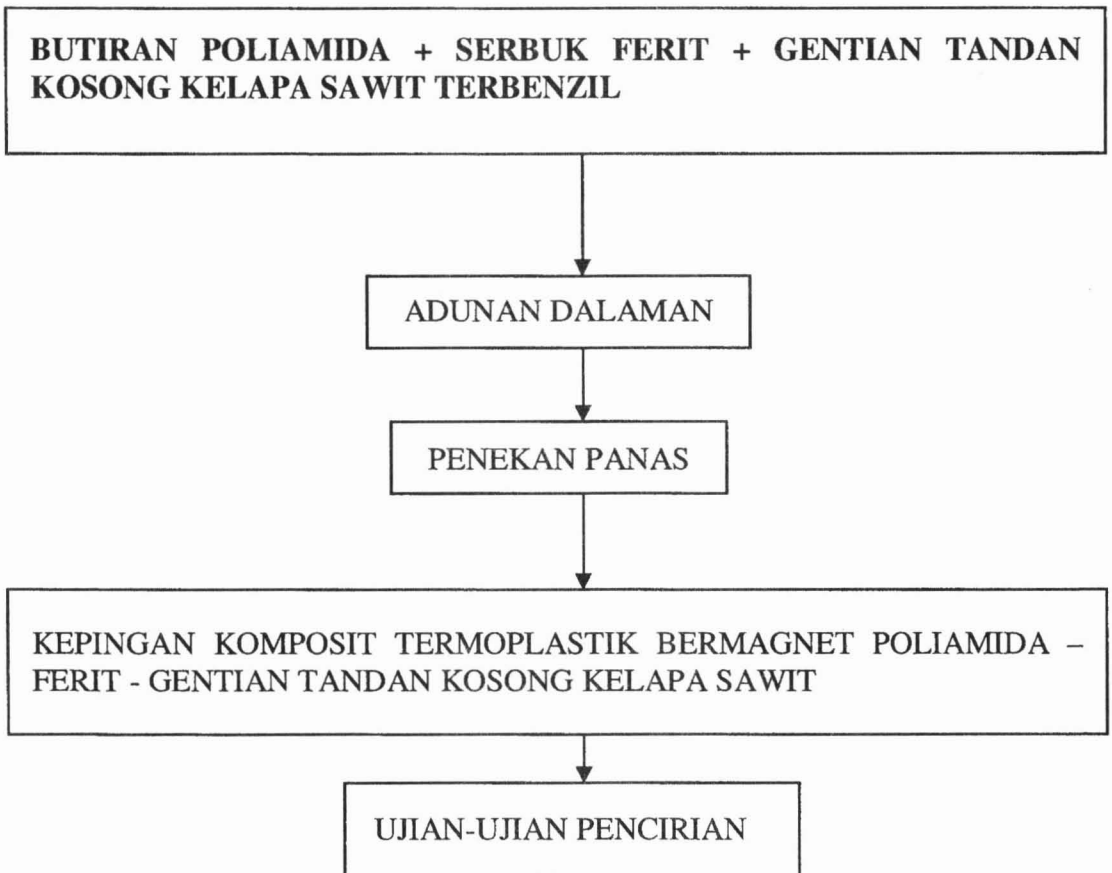 BUTIRAN POLIAMIDA + SERBUK FERIT + GENTIAN TANDAN
KOSONG KELAPA SAWIT TERBENZIL
ADUNAN DALAMAN
PENEKAN PANAS
KEPINGAN KOMPOSIT TERMOPLASTIK BERMAGNET POLIAMIDA –
FERIT - GENTIAN TANDAN KOSONG KELAPA SAWIT
UJIAN-UJIAN PENCIRIAN